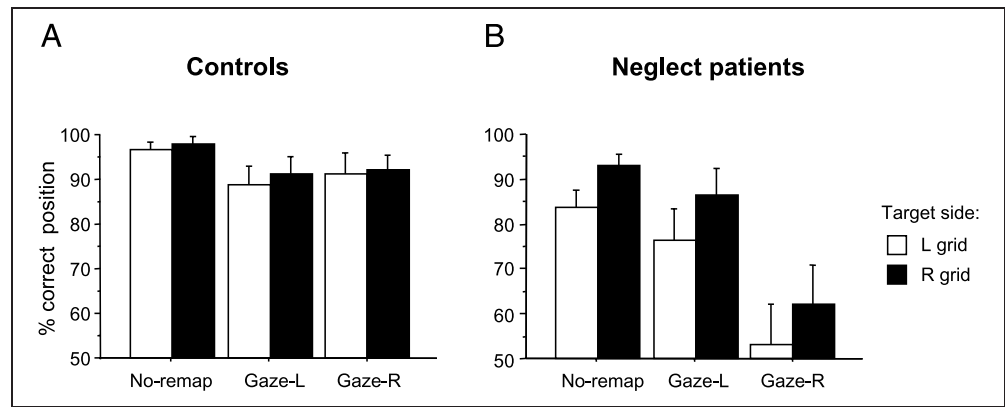 A
Controls
% correct position
100
90
80
70
60
50
No-remap
Gaze-L
Gaze-R
B
Neglect patients
100
90
80
70
60
50
No-remap
Gaze-L
Gaze-R
Target side:
L grid
R grid